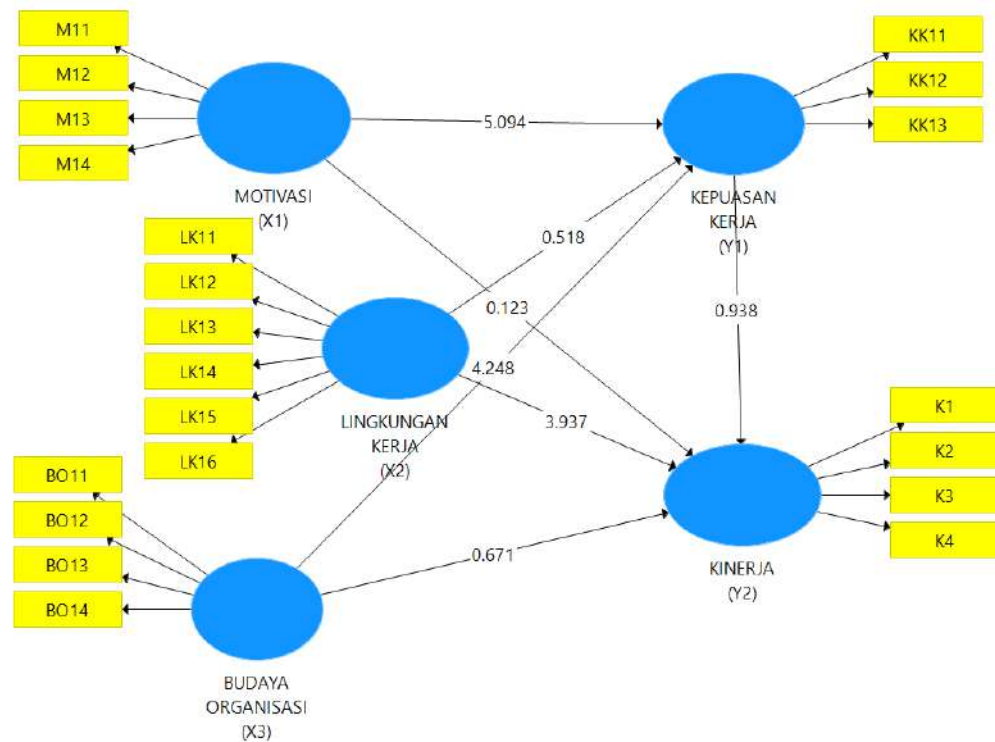 M11
M12
M13
M14
MOTIVASI
(X1)
5.094
KK11
KK12
KK13
KEPUASAN
KERJA
(Y1)
LK11
LK12
LK13
LK14
LK15
LK16
LINGKUNGAN
KERJA
(X2)
0.518
0.123
4.248
3.937
0.938
BO11
BO12
BO13
BO14
BUDAYA
ORGANISASI
(X3)
0.671
K1
K2
K3
K4
KINERJA
(Y2)